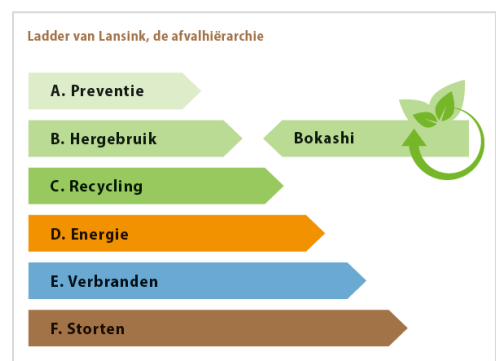 Ladder van Lansink, de afvalhiërarchie
A. Preventie
B. Hergebruik
Bokashi
C. Recycling
D. Energie
E. Verbranden
F. Storten